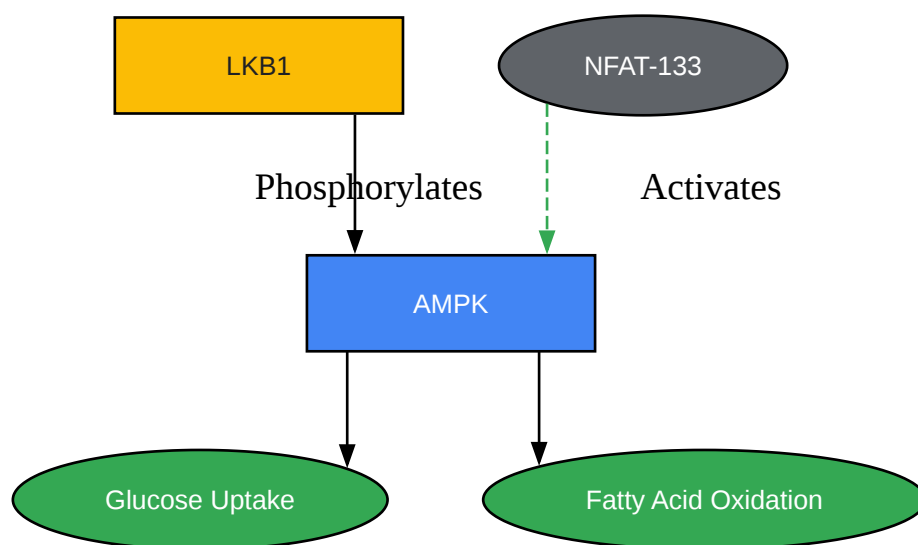 LKB1
NFAT-133
Phosphorylates
Activates
AMPK
Glucose Uptake
Fatty Acid Oxidation